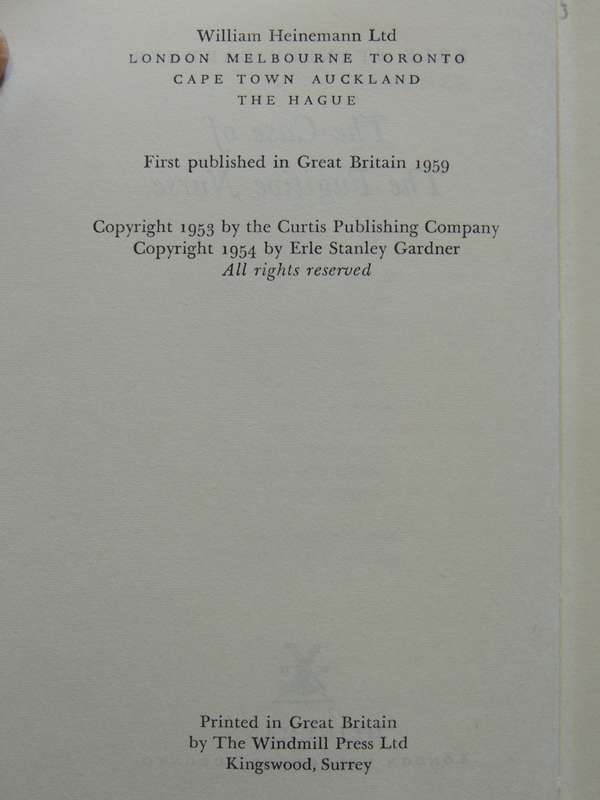 William Heinemann Ltd
LONDON MELBOURNE TORONTO
CAPE TOWN AUCKLAND
THE HAGUE
First published in Great Britain 1959
Copyright 1953 by the Curtis Publishing Company
Copyright 1954 by Erle Stanley Gardner
All rights reserved
Printed in Great Britain
by The Windmill Press Ltd
Kingswood, Surrey